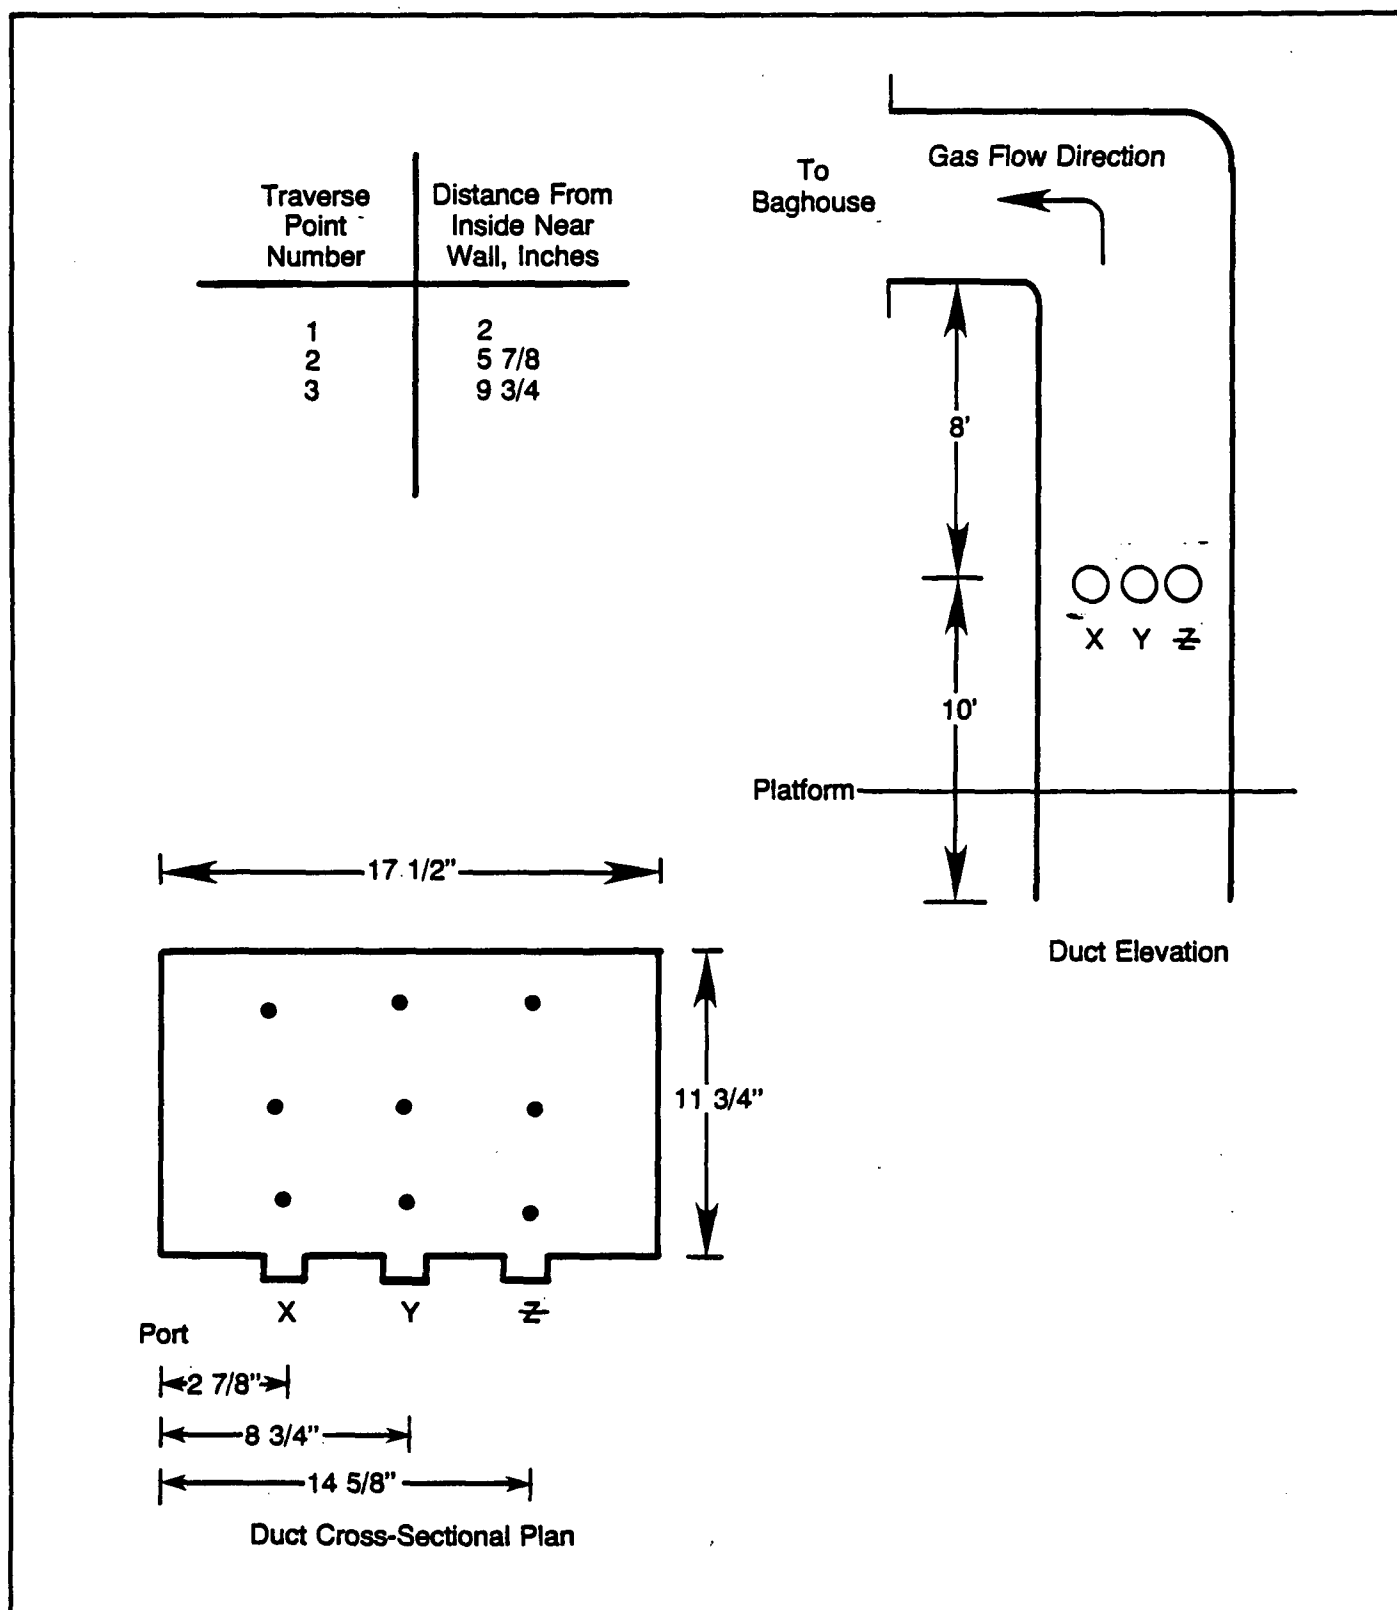 Traverse
Point
Number
Distance From
Inside Near
Wall, Inches
1 2
2 5 7/8
3 9 3/4
To
Baghouse
Gas Flow Direction
8'
X Y Z
10'
Platform
Duct Elevation
17 1/2"
11 3/4"
X Y Z
Port
2 7/8"
8 3/4"
14 5/8"
Duct Cross-Sectional Plan